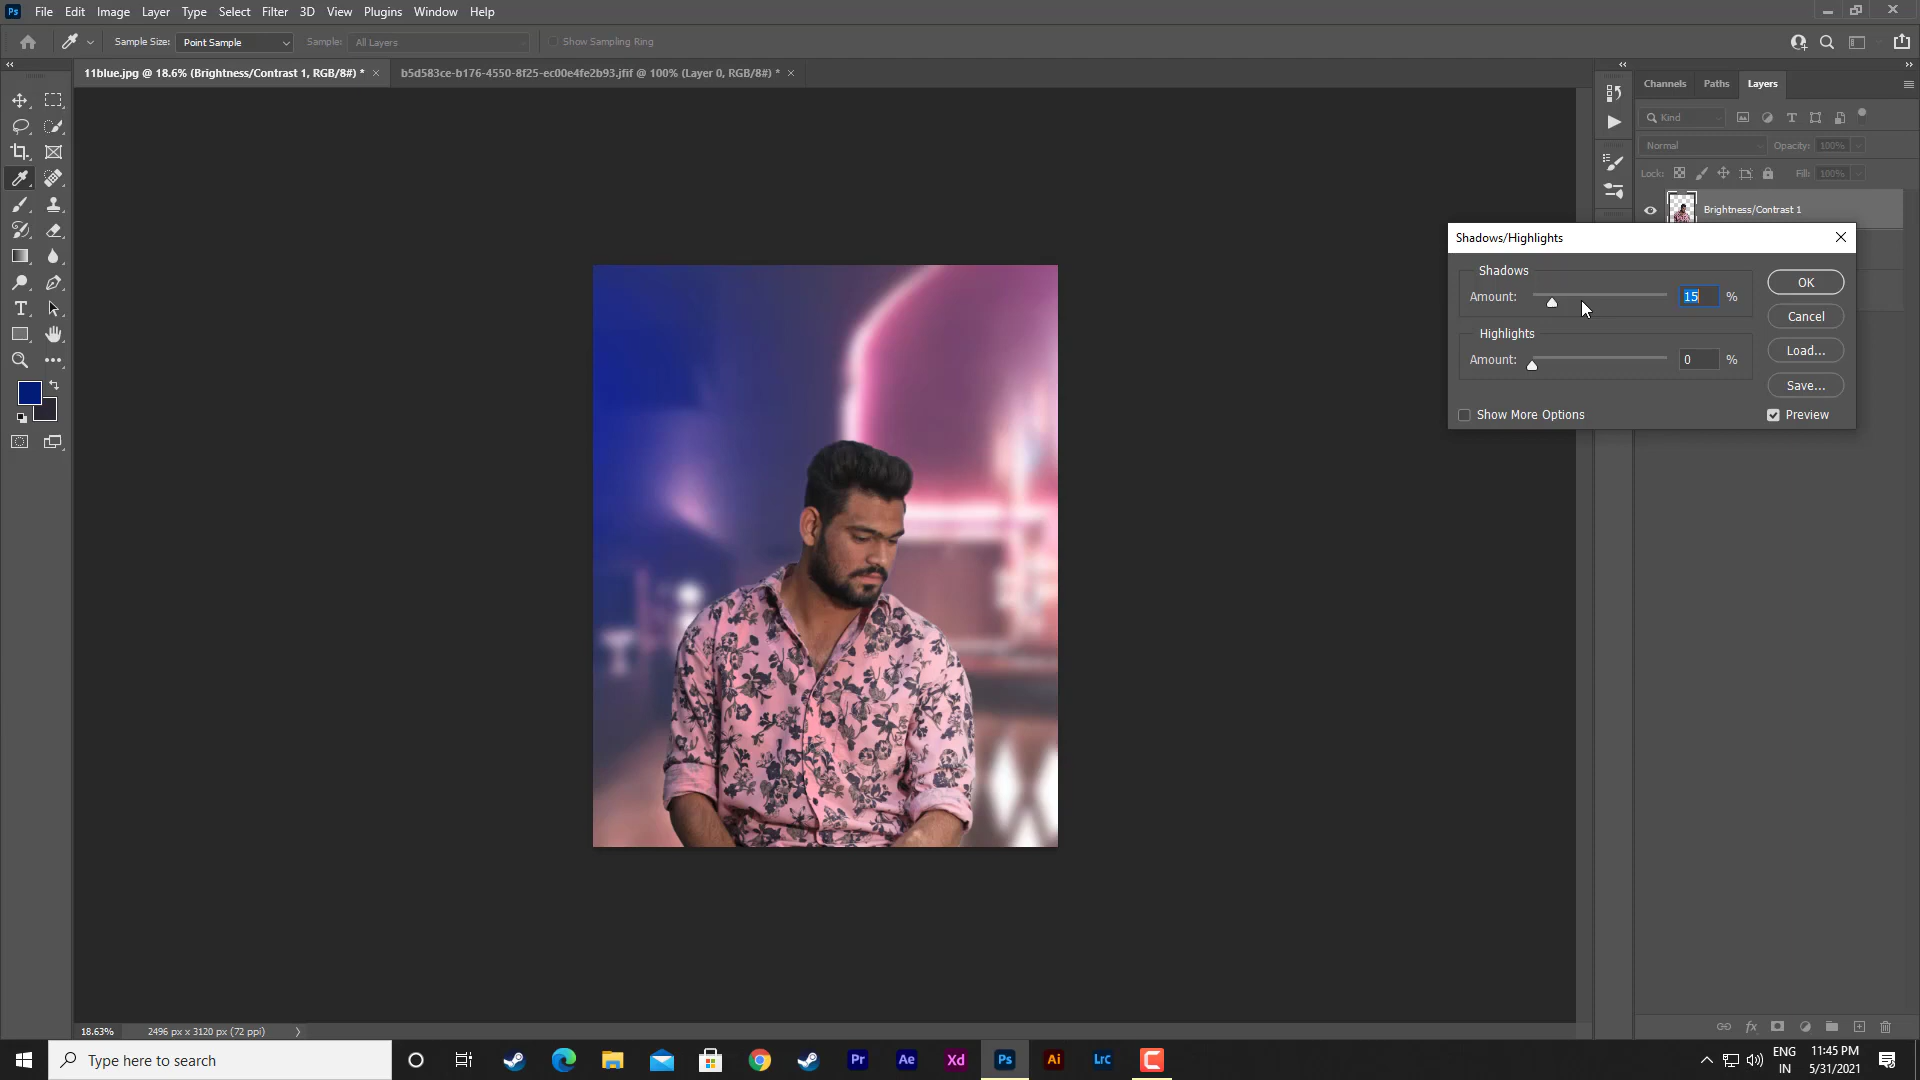 Ps File Edit Image Layer Type Select Filter 3D View Plugins Window Help
Sample Size: Point Sample Sample: All Layers Show Sampling Ring
11blue.jpg @ 18.6% (Brightness/Contrast 1, RGB/8#) * × b5d583ce-b176-4550-8f25-ec00e4fe2b93.jfif @ 100% (Layer 0, RGB/8#) * ×
Channels Paths Layers
Kind
Normal Opacity: 100%
Lock: Fill: 100%
Brightness/Contrast 1
Shadows/Highlights
Shadows
Amount: 15 %
Highlights
Amount: 0 %
Show More Options
OK
Cancel
Load...
Save...
Preview
18.63% 2496 px x 3120 px (72 ppi)
Type here to search
Pr Ae Xd Ps Ai Lrc
ENG
IN
11:45 PM
5/31/2021